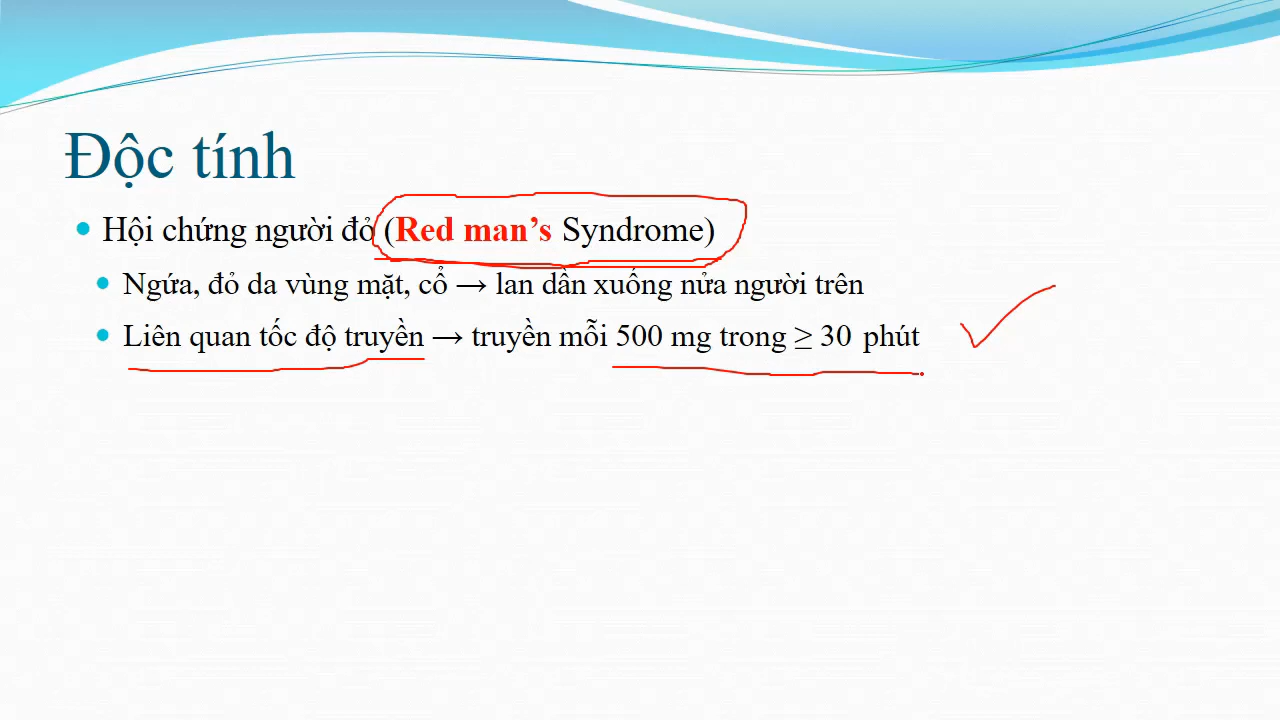 Độc tính
Hội chứng người đỏ (Red man’s Syndrome)
Ngứa, đỏ da vùng mặt, cổ → lan dần xuống nửa người trên
Liên quan tốc độ truyền → truyền mỗi 500 mg trong ≥ 30 phút